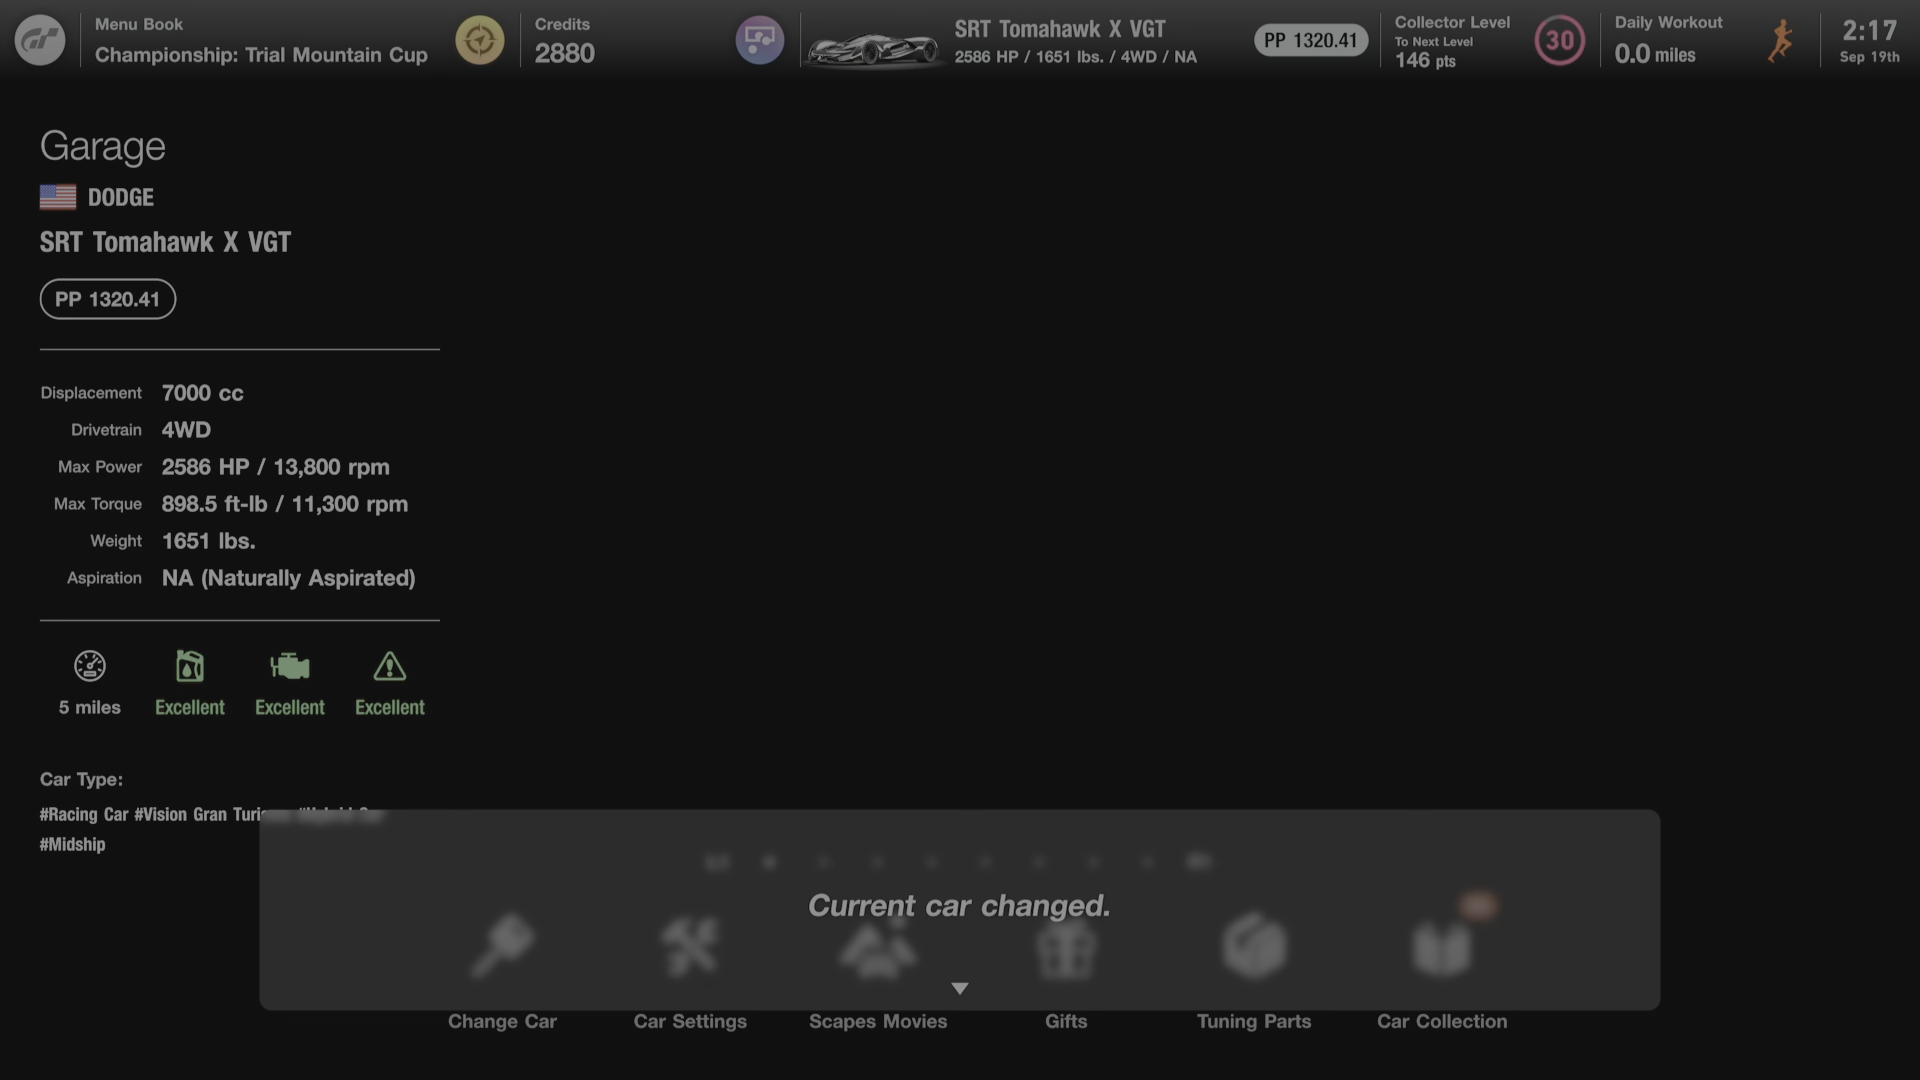 Menu Book
Championship: Trial Mountain Cup
Credits
2880
SRT Tomahawk X VGT
2586 HP / 1651 lbs. / 4WD / NA
PP 1320.41
Collector Level
To Next Level
146 pts
30
Daily Workout
0.0 miles
2:17
Sep 19th
Garage
DODGE
SRT Tomahawk X VGT
PP 1320.41
Displacement 7000 cc
Drivetrain 4WD
Max Power 2586 HP / 13,800 rpm
Max Torque 898.5 ft-lb / 11,300 rpm
Weight 1651 lbs.
Aspiration NA (Naturally Aspirated)
5 miles Excellent Excellent Excellent
Car Type:
#Racing Car #Vision Gran Turismo #Hybrid Car
#Midship
Current car changed.
Change Car Car Settings Scapes Movies Gifts Tuning Parts Car Collection